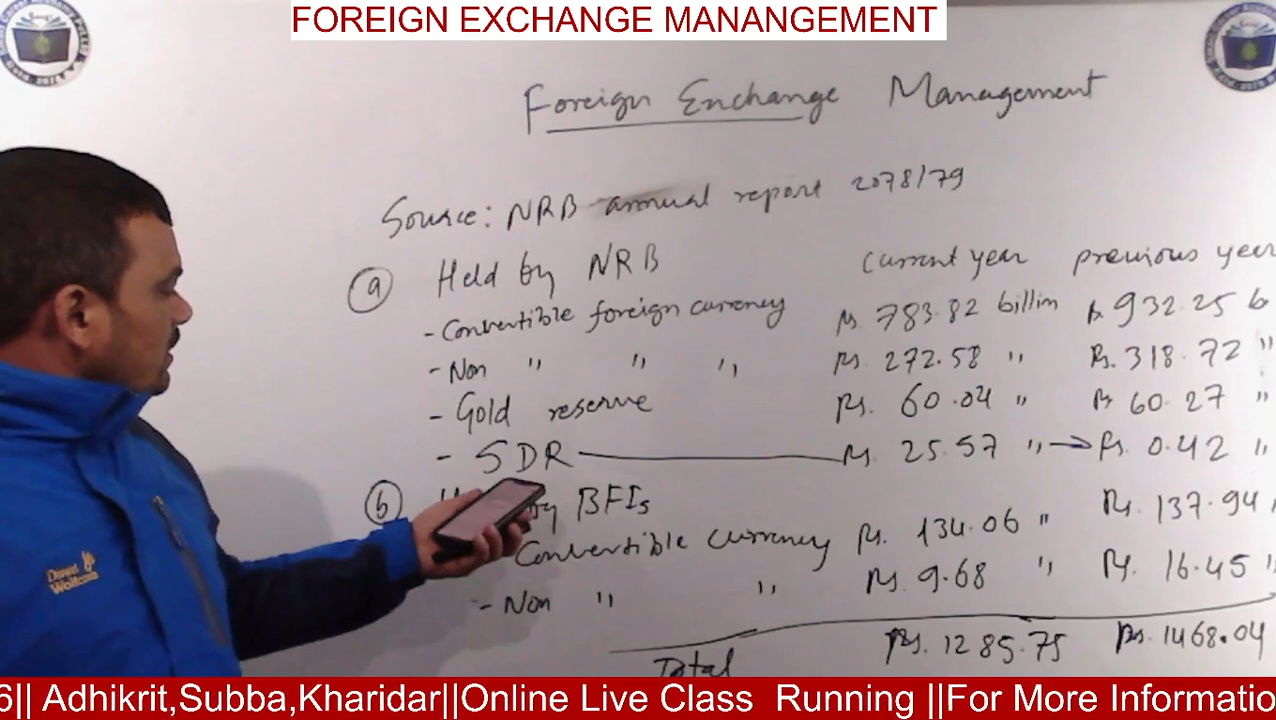 FOREIGN EXCHANGE MANANGEMENT
Foreign Exchange Management
Source: NRB annual report 2078/79
(a) Held by NRB current year previous year
- Convertible foreign currency Rs. 783.82 billion Rs. 932.25 b
- Non " " " Rs. 272.58 " Rs. 318.72 "
- Gold reserve Rs. 60.04 " Rs 60.27 "
- SDR Rs 25.57 " → Rs. 0.42 "
(b) by BFIs
Convertible currency Rs. 134.06 " Rs. 137.94 "
- Non " " Rs. 9.68 " Rs. 16.45 "
Total Rs. 1285.75 Rs. 1468.04
6|| Adhikrit,Subba,Kharidar||Online Live Class Running ||For More Informatio